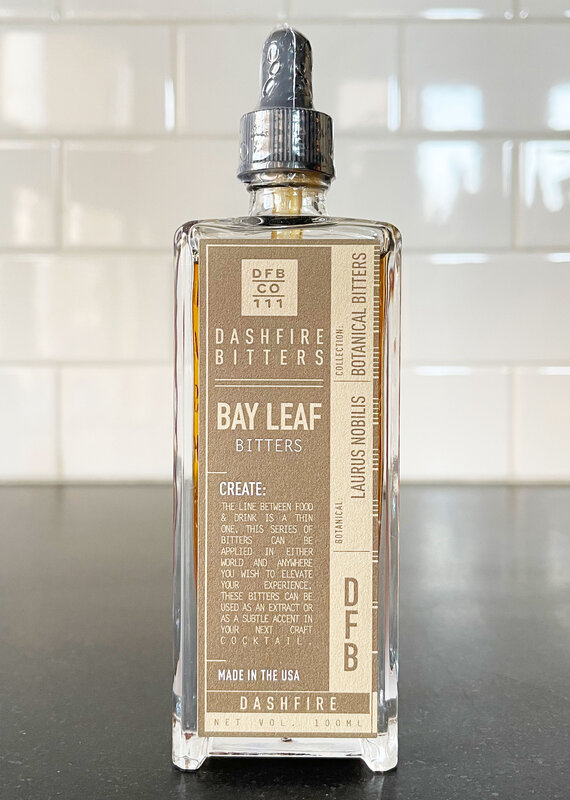 DFB
CO
111
DASHFIRE
BITTERS
BAY LEAF
BITTERS
CREATE:
THE LINE BETWEEN FOOD
& DRINK IS A THIN
ONE. THIS SERIES OF
BITTERS CAN BE
APPLIED IN EITHER
WORLD AND ANYWHERE
YOU WISH TO ELEVATE
YOUR EXPERIENCE.
THESE BITTERS CAN BE
USED AS AN EXTRACT OR
AS A SUBTLE ACCENT IN
YOUR NEXT CRAFT
COCKTAIL.
MADE IN THE USA
COLLECTION:
BOTANICAL BITTERS
BOTANICAL:
LAURUS NOBILIS
DFB
DASHFIRE
NET VOL. 100ML